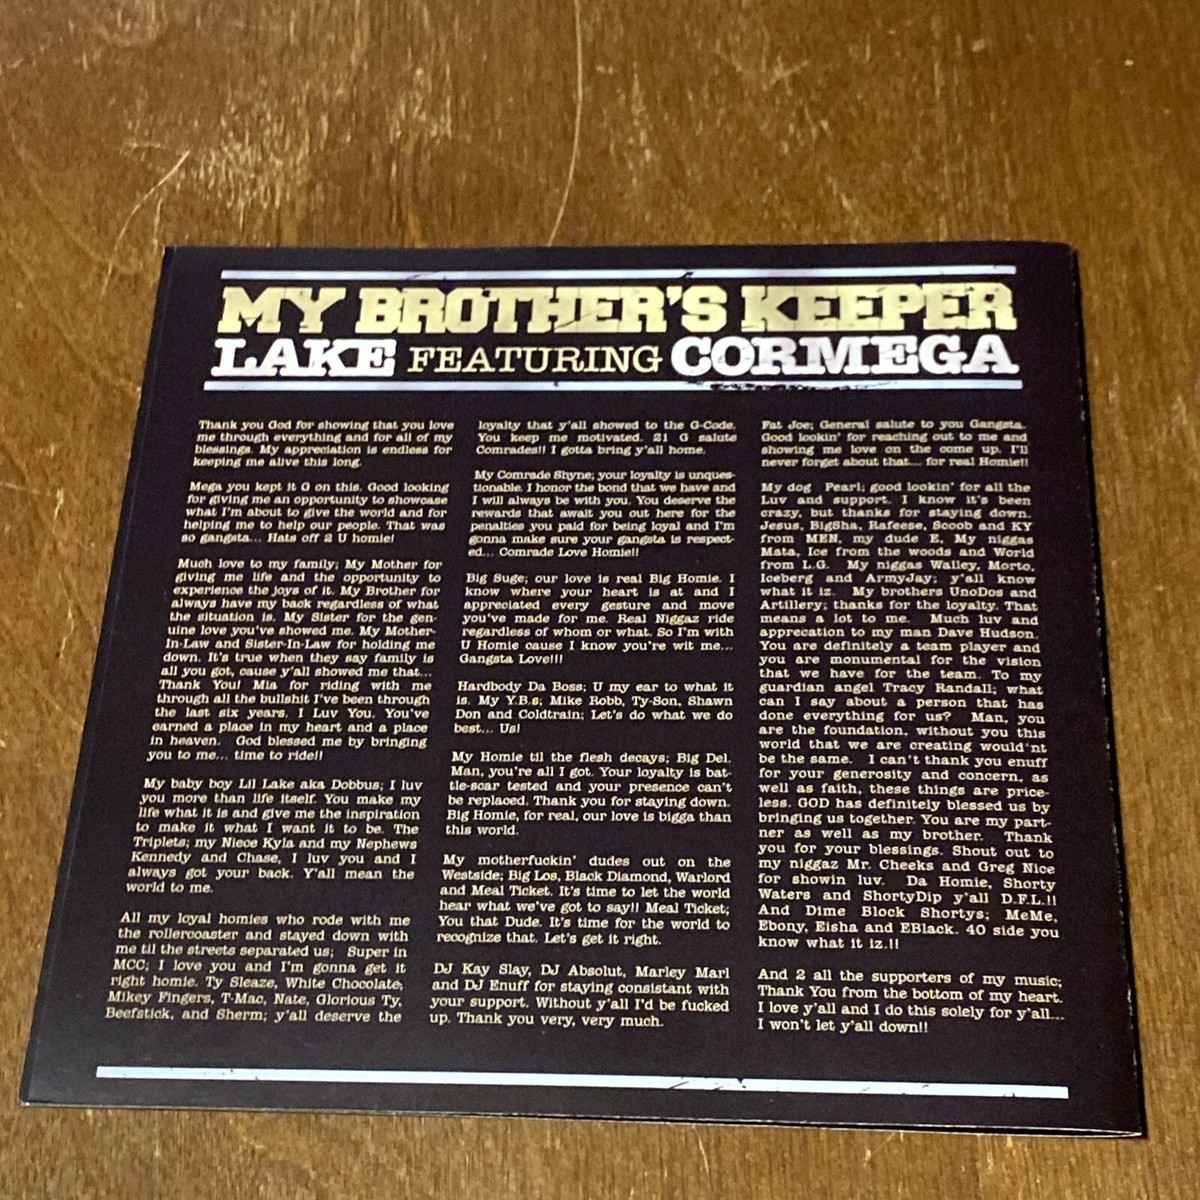 MY BROTHER'S KEEPER
LAKE FEATURING CORMEGA
Thank you God for showing that you love
me through everything and for all of my
blessings. My appreciation is endless for
keeping me alive this long.
Mega you kept it G on this. Good looking
for giving me an opportunity to showcase
what I'm about to give the world and for
helping me to help our people. That was
so gangsta... Hats off 2 U homie!
Much love to my family; My Mother for
giving me life and the opportunity to
experience the joys of it. My Brother for
always have my back regardless of what
the situation is. My Sister for the gen-
uine love you've showed me. My Mother-
In-Law and Sister-In-Law for holding me
down. It's true when they say family is
all you got, cause y'all showed me that...
Thank You! Mia for riding with me
through all the bullshit I've been through
the last six years. I Luv You. You've
earned a place in my heart and a place
in heaven. God blessed me by bringing
you to me... time to ride!!
My baby boy Lil Lake aka Dobbus; I luv
you more than life itself. You make my
life what it is and give me the inspiration
to make it what I want it to be. The
Triplets; my Niece Kyla and my Nephews
Kennedy and Chase, I luv you and I
always got your back. Y'all mean the
world to me.
All my loyal homies who rode with me
the rollercoaster and stayed down with
me til the streets separated us; Super in
MCC; I love you and I'm gonna get it
right homie. Ty Sleaze, White Chocolate,
Mikey Fingers, T-Mac, Nate, Glorious Ty,
Beefstick, and Sherm; y'all deserve the
loyalty that y'all showed to the G-Code.
You keep me motivated. 21 G salute
Comrades!! I gotta bring y'all home.
My Comrade Shyne; your loyalty is unques-
tionable. I honor the bond that we have and
I will always be with you. You deserve the
rewards that await you out here for the
penalties you paid for being loyal and I'm
gonna make sure your gangsta is respect-
ed... Comrade Love Homie!!
Big Suge; our love is real Big Homie. I
know where your heart is at and I
appreciated every gesture and move
you've made for me. Real Niggaz ride
regardless of whom or what. So I'm with
U Homie cause I know you're wit me...
Gangsta Love!!!
Hardbody Da Boss; U my ear to what it
is. My Y.B.s; Mike Robb, Ty-Son, Shawn
Don and Coldtrain; Let's do what we do
best... Us!
My Homie til the flesh decays; Big Del.
Man, you're all I got. Your loyalty is bat-
tle-scar tested and your presence can't
be replaced. Thank you for staying down.
Big Homie, for real, our love is bigga than
this world.
My motherfuckin' dudes out on the
Westside; Big Los, Black Diamond, Warlord
and Meal Ticket. It's time to let the world
hear what we've got to say!! Meal Ticket;
You that Dude. It's time for the world to
recognize that. Let's get it right.
DJ Kay Slay, DJ Absolut, Marley Marl
and DJ Enuff for staying consistant with
your support. Without y'all I'd be fucked
up. Thank you very, very much.
Fat Joe; General salute to you Gangsta.
Good lookin' for reaching out to me and
showing me love on the come up. I'll
never forget about that... for real Homie!!
My dog Pearl; good lookin' for all the
Luv and support. I know it's been
crazy, but thanks for staying down.
Jesus, BigSha, Rafeese, Scoob and KY
from MEN, my dude E, My niggas
Mata, Ice from the woods and World
from L.G. My niggas Walley, Morto,
Iceberg and ArmyJay; y'all know
what it iz. My brothers UnoDos and
Artillery; thanks for the loyalty. That
means a lot to me. Much luv and
apprecation to my man Dave Hudson.
You are definitely a team player and
you are monumental for the vision
that we have for the team. To my
guardian angel Tracy Randall; what
can I say about a person that has
done everything for us? Man, you
are the foundation, without you this
world that we are creating would'nt
be the same. I can't thank you enuff
for your generosity and concern, as
well as faith, these things are price-
less. GOD has definitely blessed us by
bringing us together. You are my part-
ner as well as my brother. Thank
you for your blessings. Shout out to
my niggaz Mr. Cheeks and Greg Nice
for showin luv. Da Homie, Shorty
Waters and ShortyDip y'all D.F.L.!!
And Dime Block Shortys; MeMe,
Ebony, Eisha and EBlack. 40 side you
know what it iz.!!
And 2 all the supporters of my music;
Thank You from the bottom of my heart.
I love y'all and I do this solely for y'all...
I won't let y'all down!!